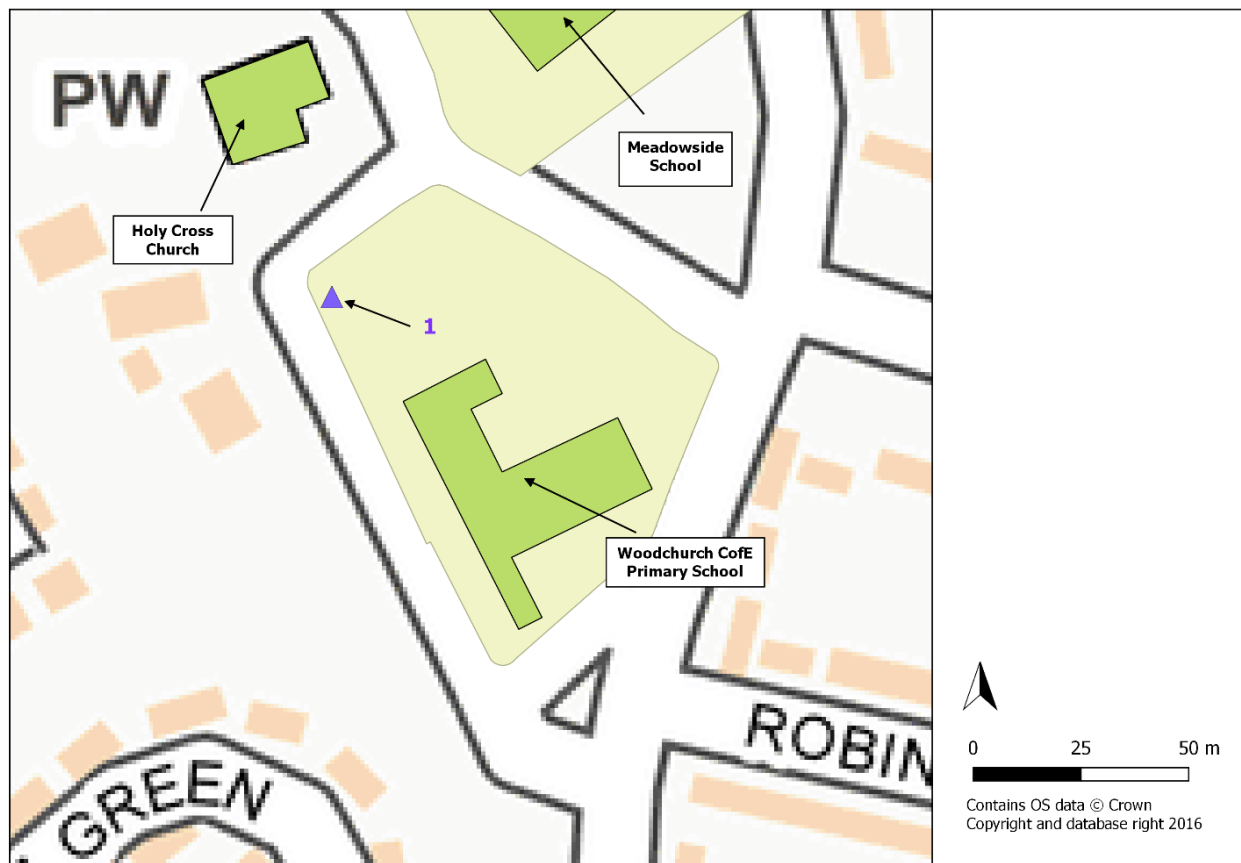 PW
Meadowside
School
Holy Cross
Church
1
Woodchurch CofE
Primary School
ROBIN
GREEN
0 25 50 m
Contains OS data © Crown
Copyright and database right 2016